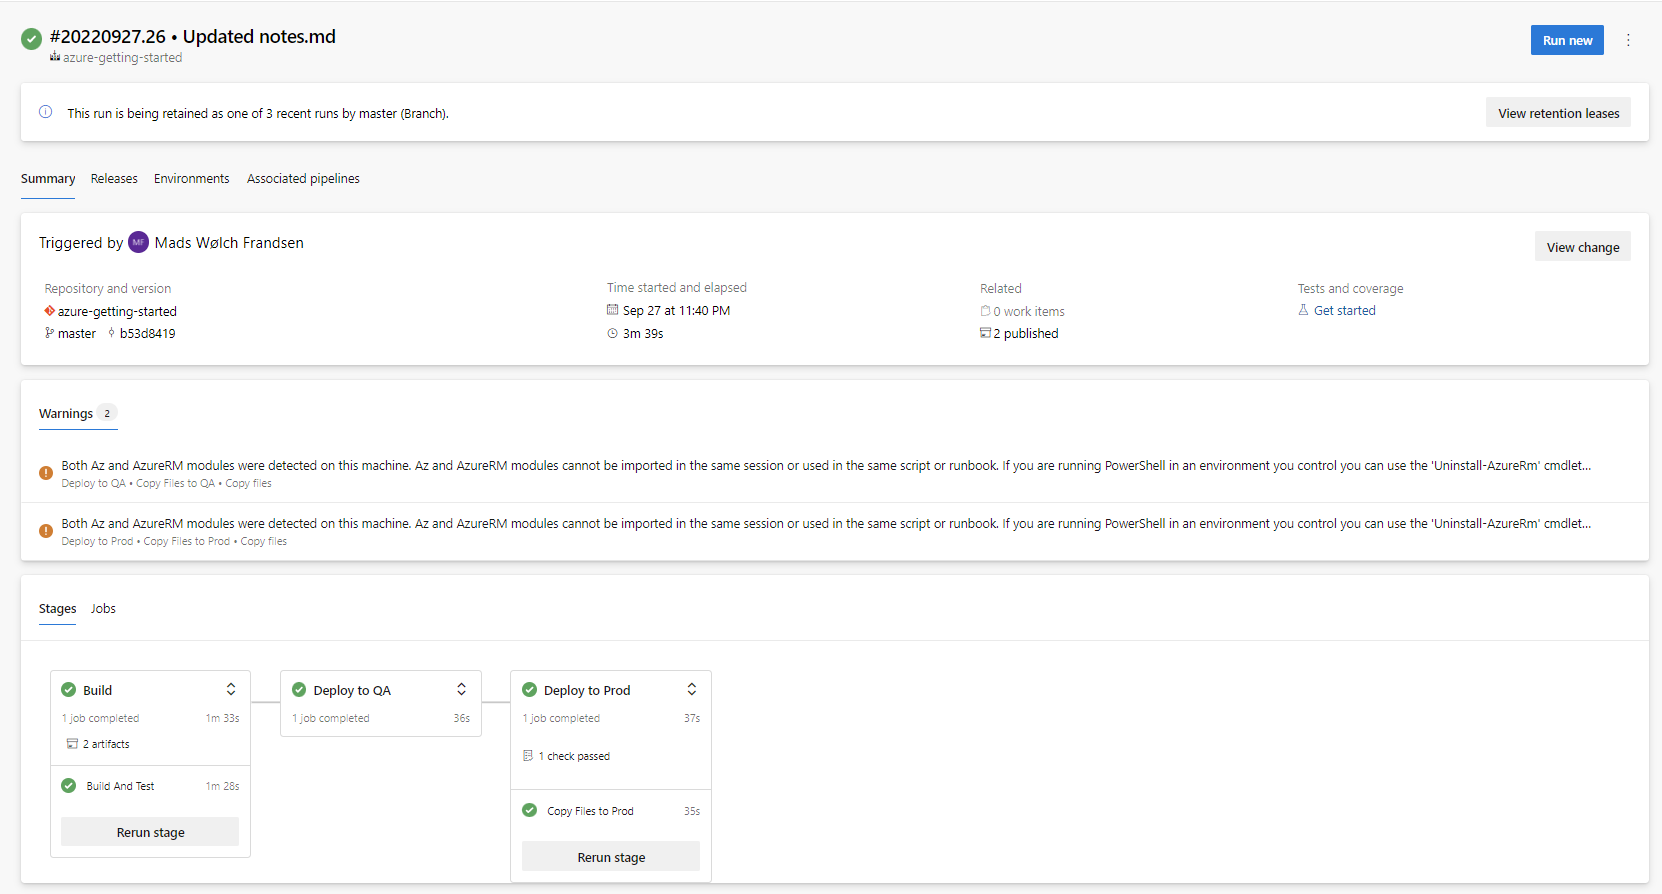 #20220927.26 • Updated notes.md
Run new
azure-getting-started
This run is being retained as one of 3 recent runs by master (Branch).
View retention leases
Summary Releases Environments Associated pipelines
Triggered by MF Mads Wølch Frandsen
View change
Repository and version
azure-getting-started
master b53d8419
Time started and elapsed
Sep 27 at 11:40 PM
3m 39s
Related
0 work items
2 published
Tests and coverage
Get started
Warnings 2
Both Az and AzureRM modules were detected on this machine. Az and AzureRM modules cannot be imported in the same session or used in the same script or runbook. If you are running PowerShell in an environment you control you can use the 'Uninstall-AzureRm' cmdlet...
Deploy to QA • Copy Files to QA • Copy files
Both Az and AzureRM modules were detected on this machine. Az and AzureRM modules cannot be imported in the same session or used in the same script or runbook. If you are running PowerShell in an environment you control you can use the 'Uninstall-AzureRm' cmdlet...
Deploy to Prod • Copy Files to Prod • Copy files
Stages Jobs
Build
1 job completed 1m 33s
2 artifacts
Build And Test 1m 28s
Rerun stage
Deploy to QA
1 job completed 36s
Deploy to Prod
1 job completed 37s
1 check passed
Copy Files to Prod 35s
Rerun stage